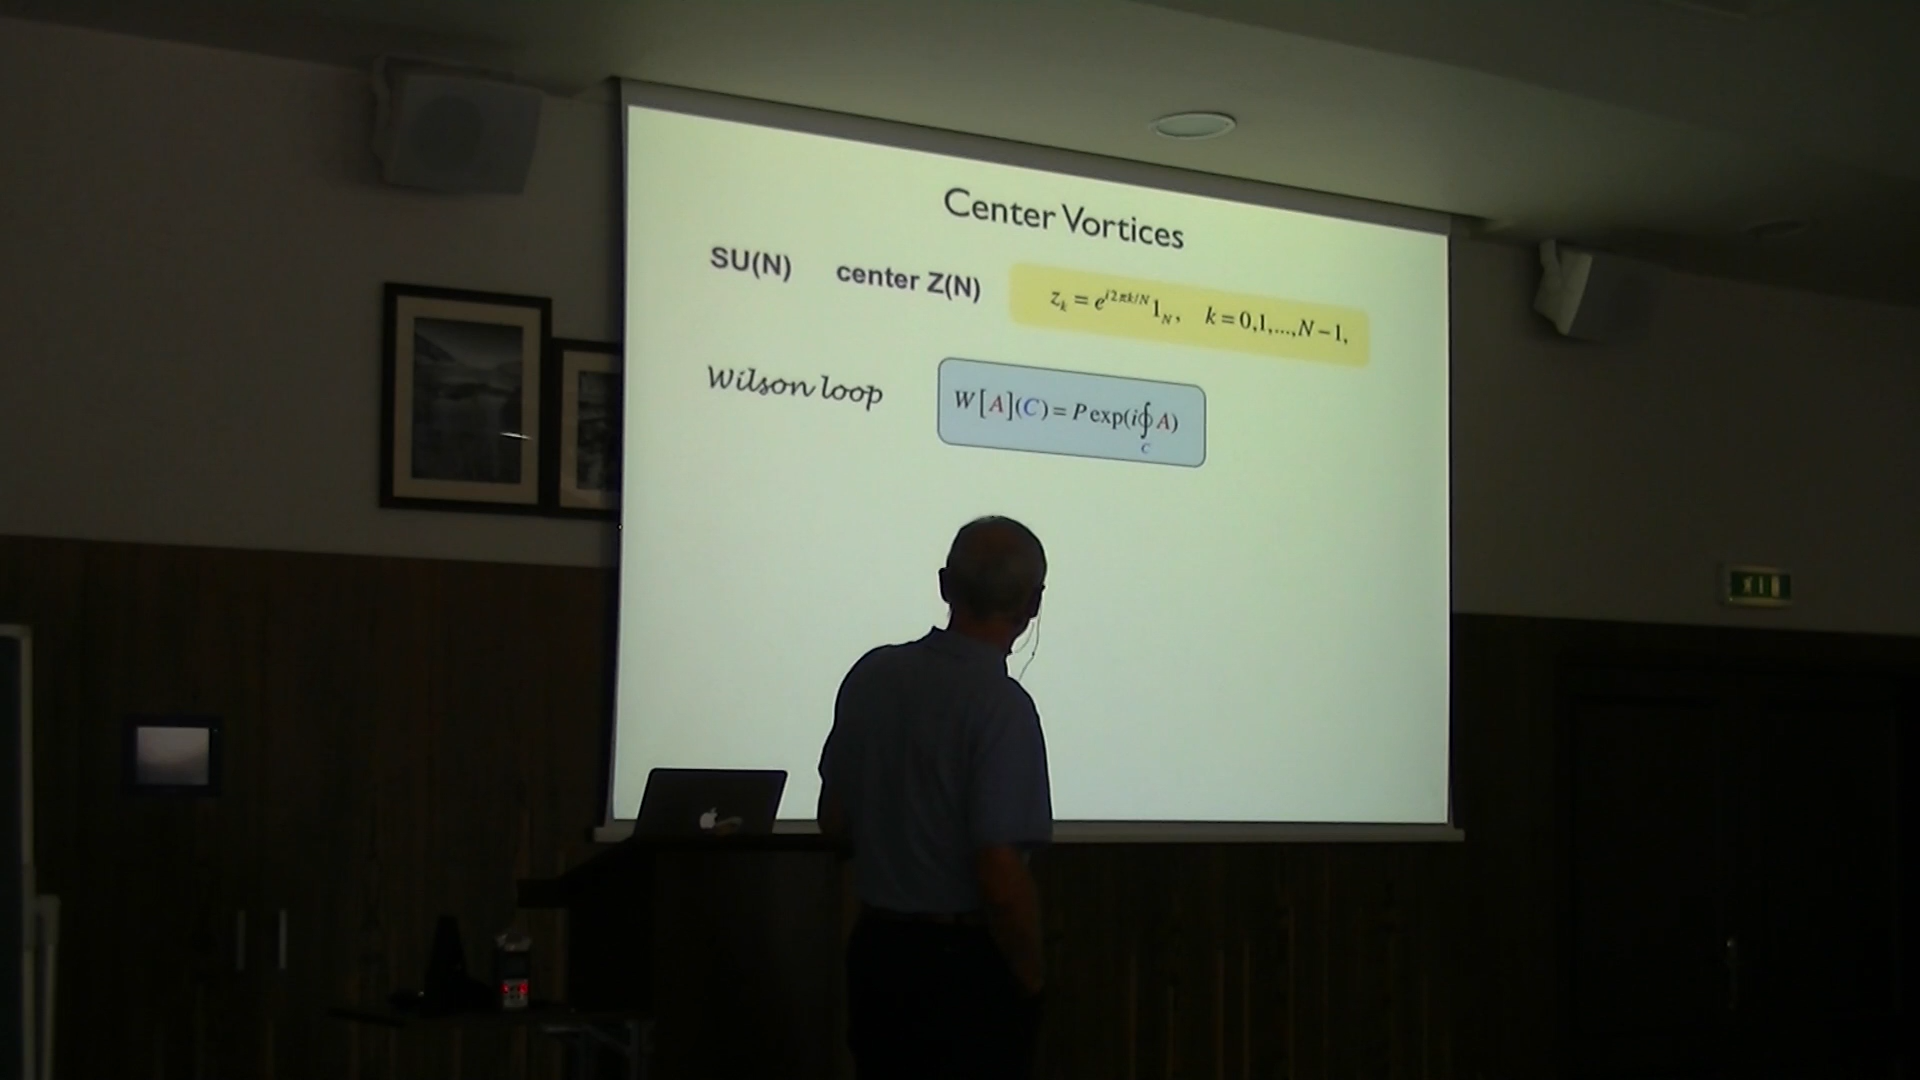 Center Vortices
SU(N) center Z(N) z_k = e^{i2πk/N} 1_N, k = 0,1,...,N−1,
Wilson loop W[A](C) = P exp(i∮_C A)